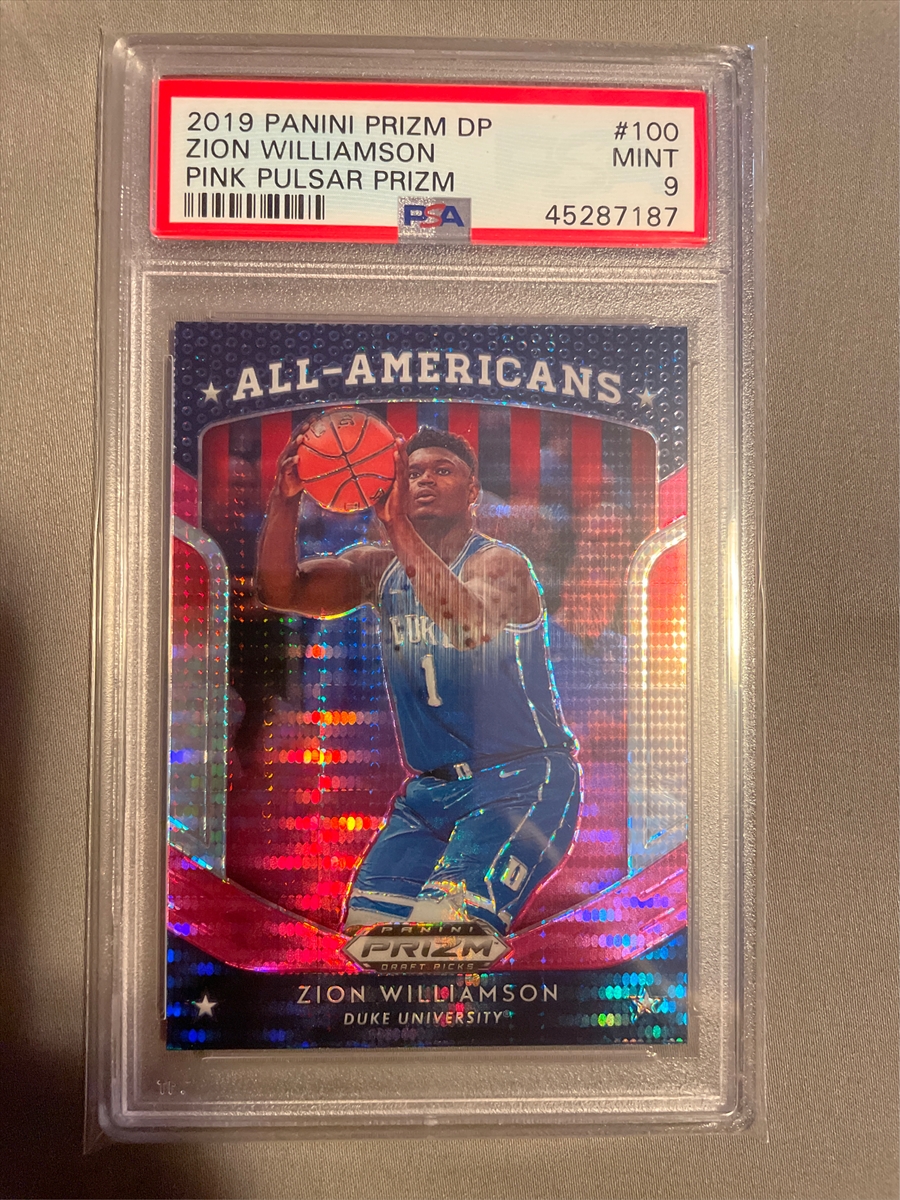 2019 PANINI PRIZM DP #100
ZION WILLIAMSON MINT
PINK PULSAR PRIZM 9
PSA 45287187
ALL-AMERICANS
DUKE
1
PANINI
PRIZM
DRAFT PICKS
ZION WILLIAMSON
DUKE UNIVERSITY